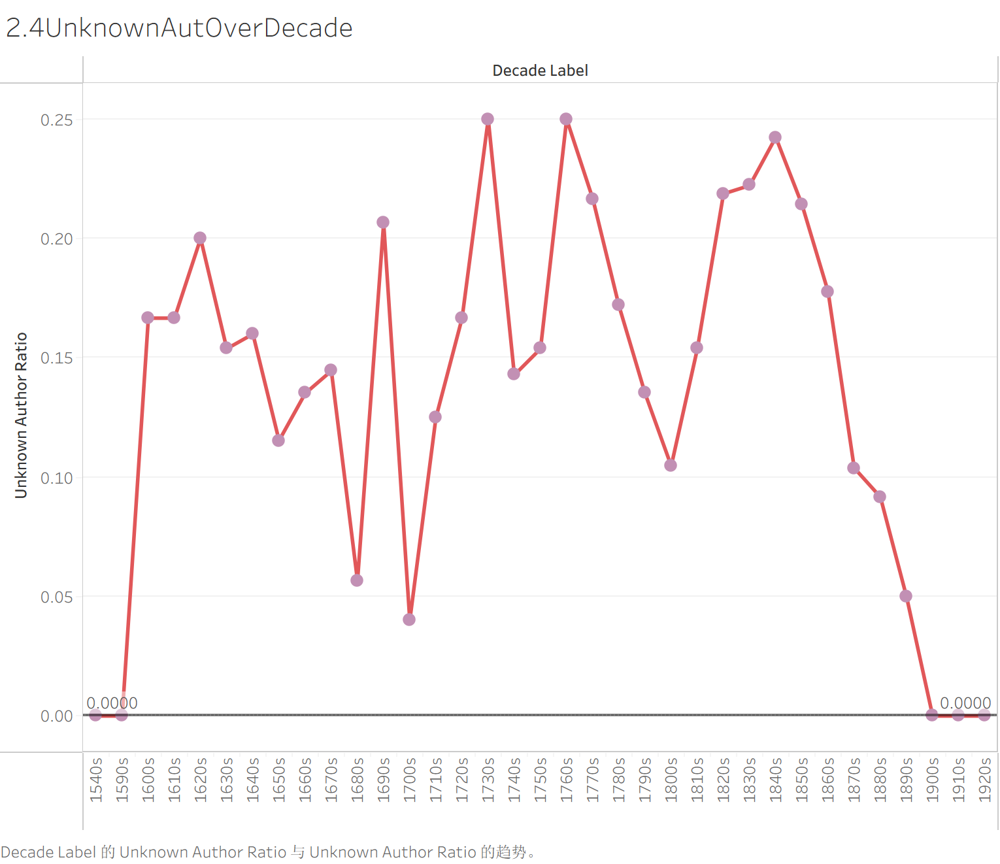 2.4UnknownAutOverDecade
Decade Label
Unknown Author Ratio
0.25
0.20
0.15
0.10
0.05
0.00
0.0000
0.0000
1540s
1590s
1600s
1610s
1620s
1630s
1640s
1650s
1660s
1670s
1680s
1690s
1700s
1710s
1720s
1730s
1740s
1750s
1760s
1770s
1780s
1790s
1800s
1810s
1820s
1830s
1840s
1850s
1860s
1870s
1880s
1890s
1900s
1910s
1920s
Decade Label 的 Unknown Author Ratio 与 Unknown Author Ratio 的趋势。